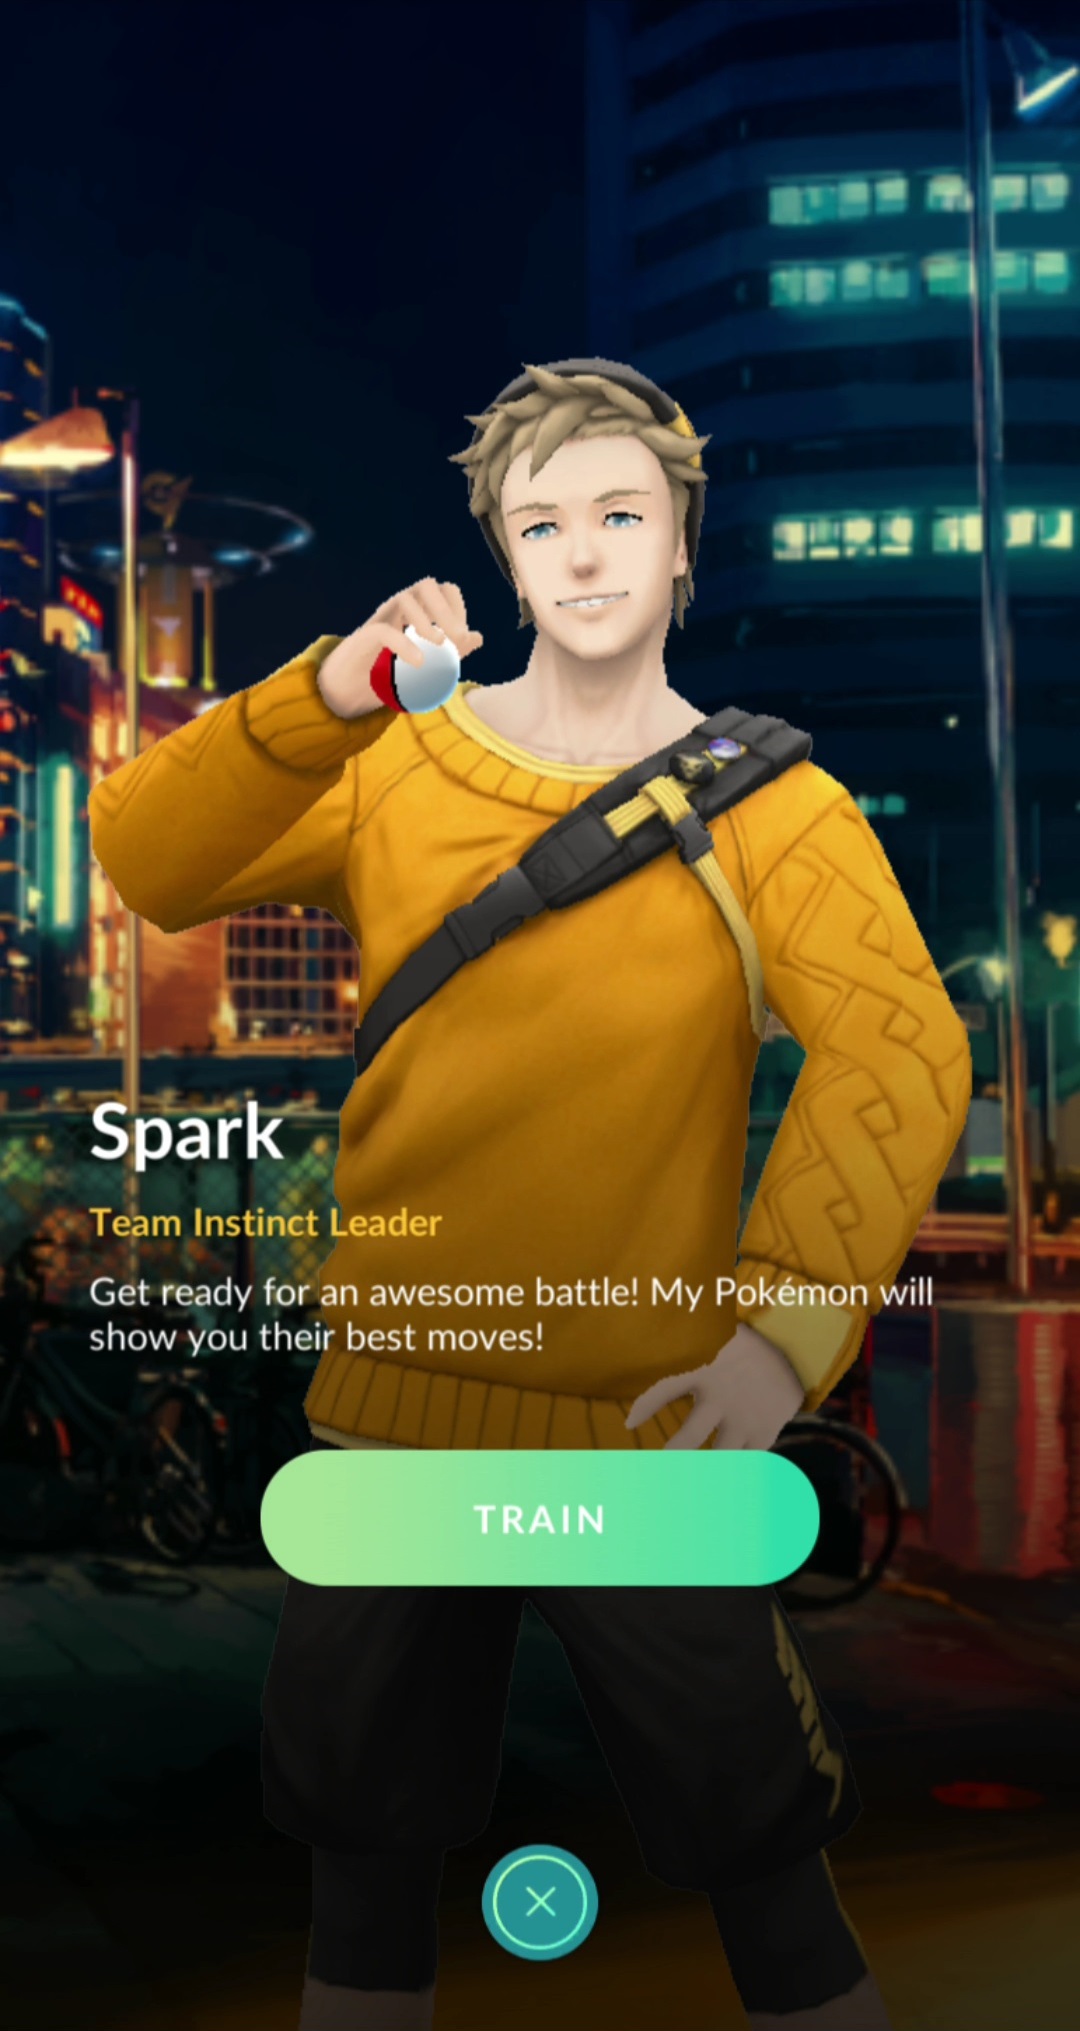 Spark
Team Instinct Leader
Get ready for an awesome battle! My Pokémon will
show you their best moves!
TRAIN